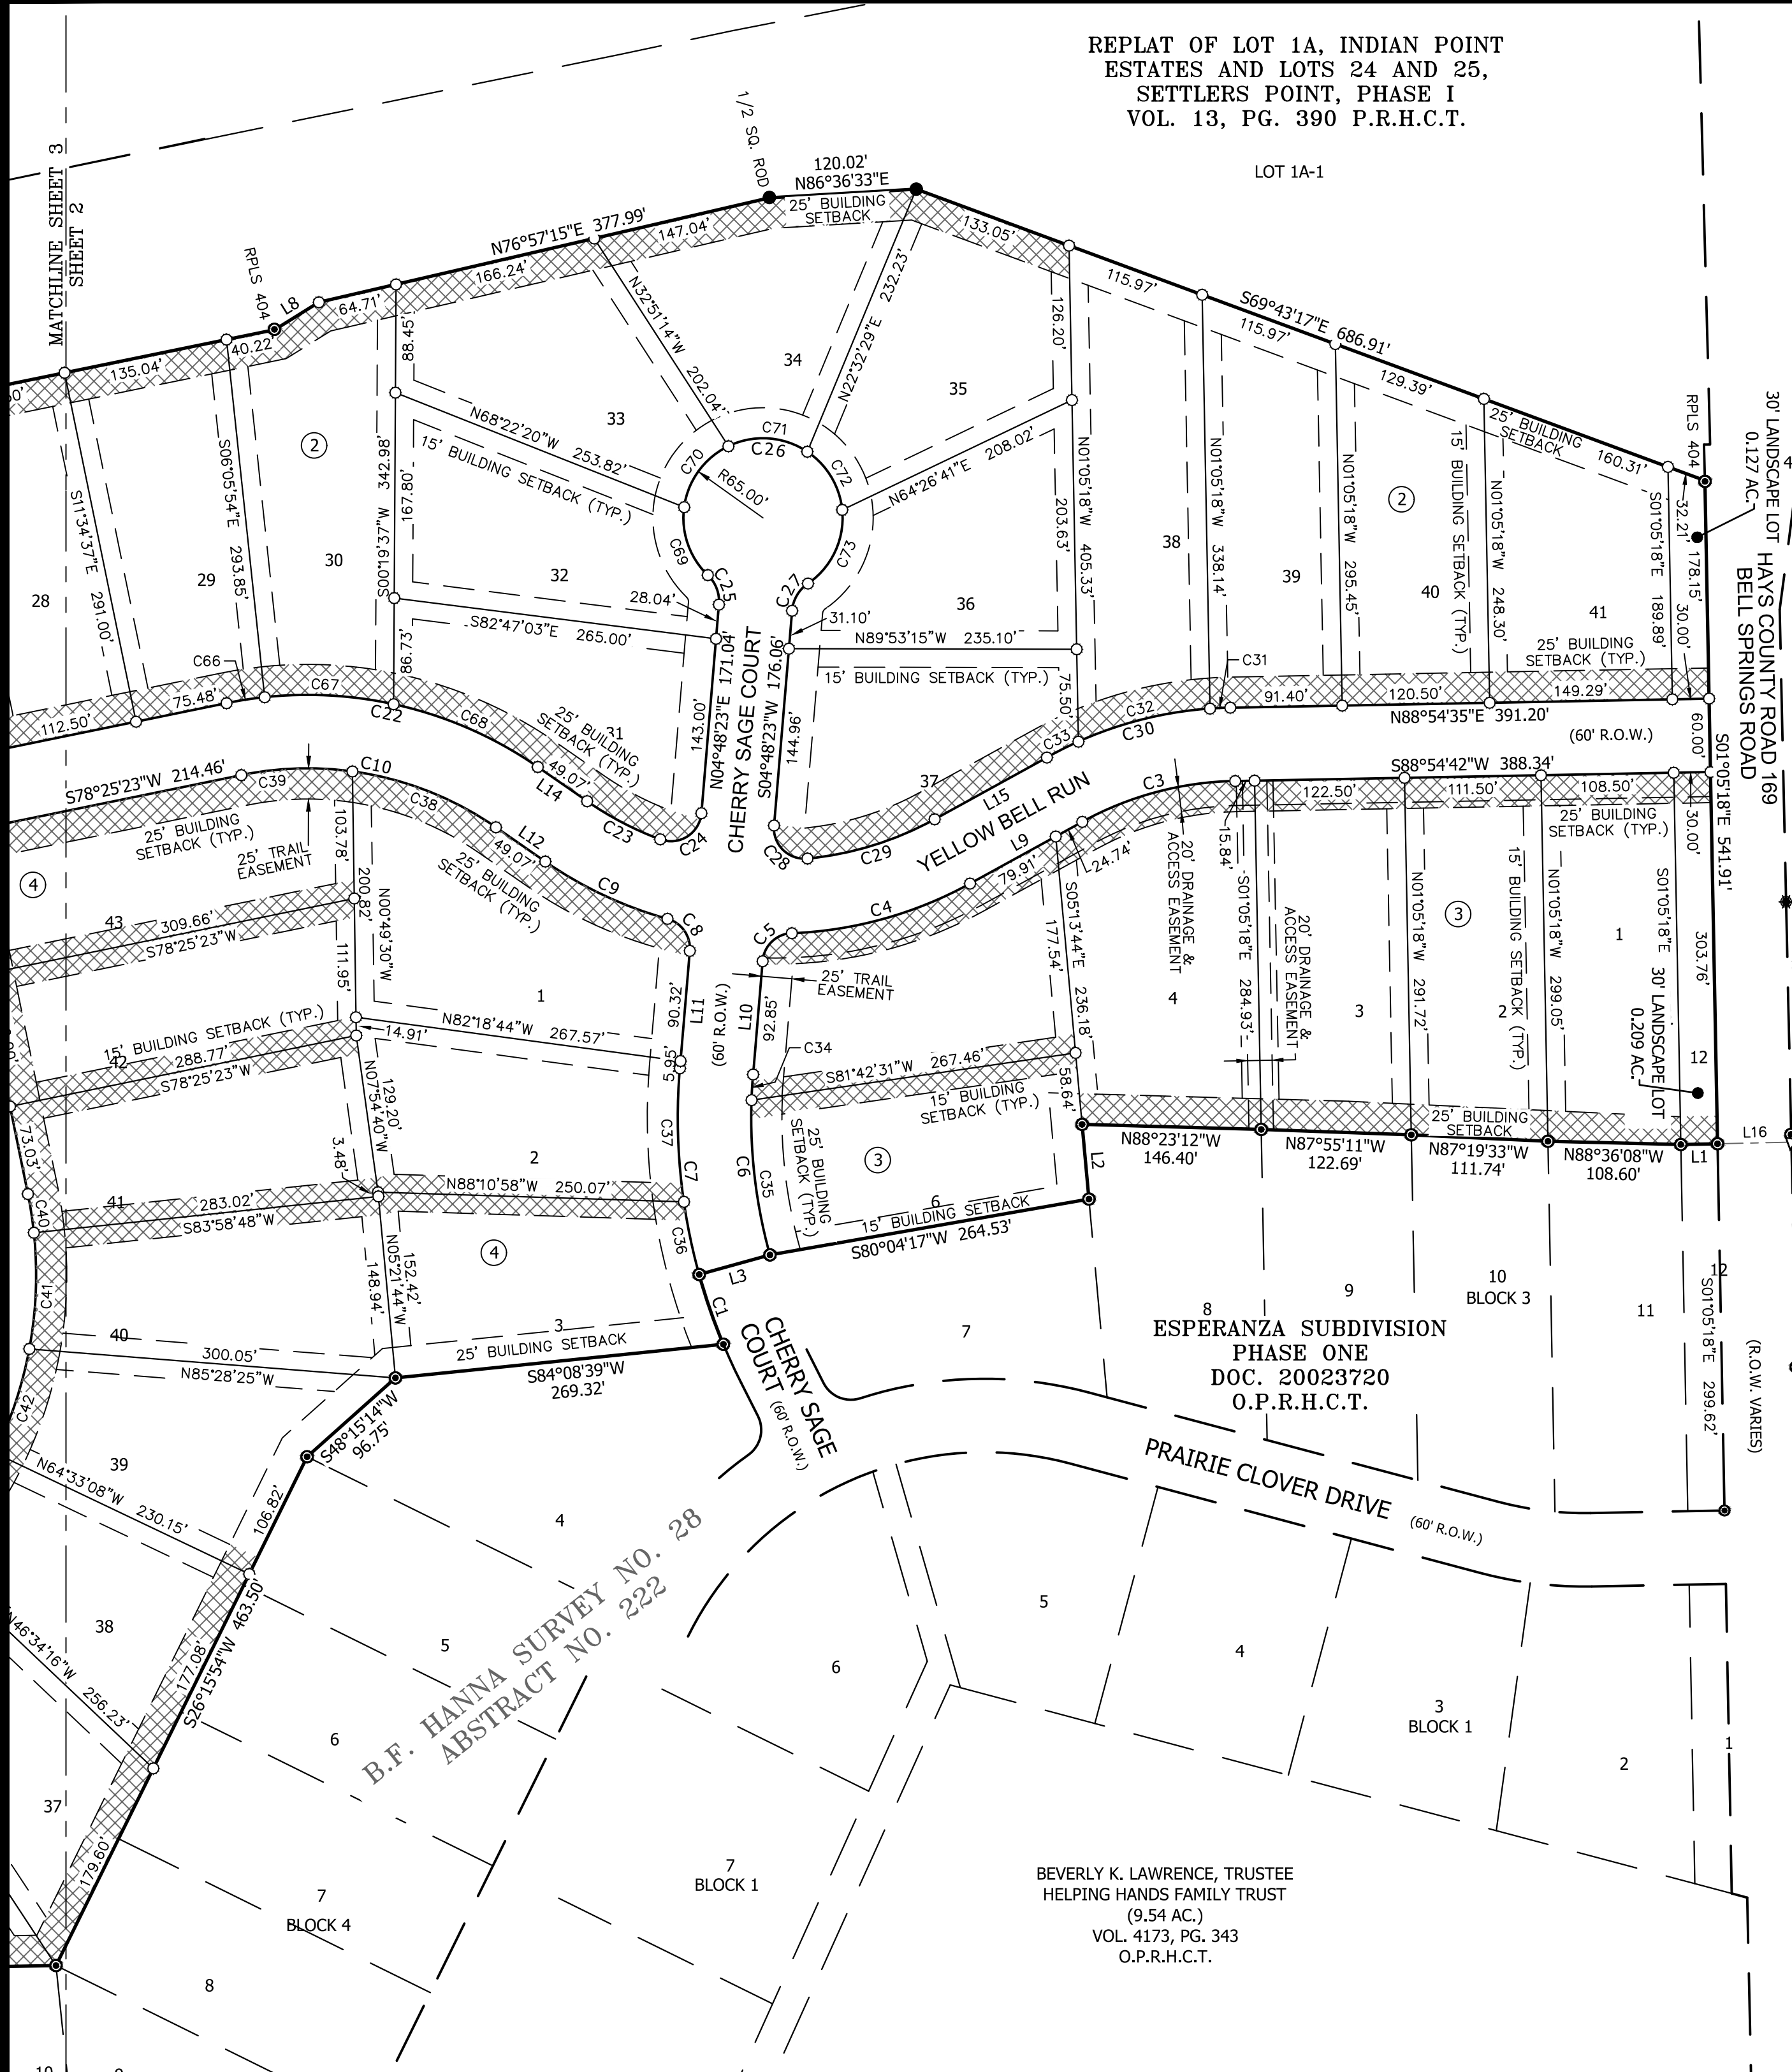 REPLAT OF LOT 1A, INDIAN POINT
ESTATES AND LOTS 24 AND 25,
SETTLERS POINT, PHASE I
VOL. 13, PG. 390 P.R.H.C.T.
LOT 1A-1
MATCHLINE SHEET 3
SHEET 2
1/2 SQ. ROD
120.02'
N86°36'33"E
25' BUILDING
SETBACK
RPLS 404
L8
N76°57'15"E 377.99'
64.71'
166.24'
147.04'
133.05'
115.97'
S69°43'17"E 686.91'
115.97'
129.39'
25' BUILDING
SETBACK
160.31'
RPLS 404
32.21'
30' LANDSCAPE LOT
0.127 AC.
4
HAYS COUNTY ROAD 169
BELL SPRINGS ROAD
135.04'
40.22'
28
S11°34'37"E 291.00'
29
S06°05'54"E 293.85'
2
30
88.45'
S00°19'37"W 342.98'
167.80'
86.73'
33
N68°22'20"W 253.82'
15' BUILDING SETBACK (TYP.)
32
S82°47'03"E 265.00'
N32°51'14"W 202.04'
34
N22°32'29"E 232.23'
35
C71
C26
C70
C72
R65.00'
C69
C73
C25
C27
28.04'
31.10'
N64°26'41"E 208.02'
126.20'
203.63'
N01°05'18"W 405.33'
75.50'
36
N89°53'15"W 235.10'
15' BUILDING SETBACK (TYP.)
38
N01°05'18"W 338.14'
39
N01°05'18"W 295.45'
2
40
15' BUILDING SETBACK (TYP.)
N01°05'18"W 248.30'
41
25' BUILDING
SETBACK (TYP.)
S01°05'18"E 189.89'
178.15'
30.00'
C66
112.50'
75.48'
C67
C22
C68
25' BUILDING
SETBACK (TYP.)
31
49.07'
L14
C23
C24
143.00'
N04°48'23"E 171.04'
CHERRY SAGE COURT
S04°48'23"W 176.06'
144.96'
C28
C29
37
L15
C33
C30
C32
C31
91.40'
120.50'
149.29'
N88°54'35"E 391.20'
(60' R.O.W.)
60.00'
S01°05'18"E 541.91'
YELLOW BELL RUN
S78°25'23"W 214.46'
C39
C10
C38
L12
49.07'
C9
C8
25' BUILDING
SETBACK (TYP.)
25' TRAIL
EASEMENT
25' BUILDING
SETBACK (TYP.)
C5
C4
L9
79.91'
24.74'
C3
S88°54'42"W 388.34'
15.84'
122.50'
111.50'
108.50'
25' BUILDING
SETBACK (TYP.)
30.00'
4
43
309.66'
S78°25'23"W
103.78'
200.82'
N00°49'30"W
111.95'
15' BUILDING SETBACK (TYP.)
42
288.77'
S78°25'23"W
14.91'
1
N82°18'44"W 267.57'
90.32'
L11
(60' R.O.W.)
L10
92.85'
5.95'
25' TRAIL
EASEMENT
C34
S81°42'31"W 267.46'
15' BUILDING
SETBACK (TYP.)
177.54'
S05°13'44"E 236.18'
58.64'
4
20' DRAINAGE &
ACCESS EASEMENT
S01°05'18"E 284.93'
20' DRAINAGE &
ACCESS EASEMENT
3
N01°05'18"W 291.72'
3
2
15' BUILDING SETBACK (TYP.)
N01°05'18"W 299.05'
1
S01°05'18"E
30' LANDSCAPE LOT
0.209 AC.
303.76'
12
N07°54'40"W
129.20'
3.48'
73.03'
C40
41
283.02'
S83°58'48"W
2
N88°10'58"W 250.07'
C37
C7
C36
C6
C35
25' BUILDING
SETBACK (TYP.)
3
6
15' BUILDING SETBACK
S80°04'17"W 264.53'
L2
L3
N88°23'12"W
146.40'
N87°55'11"W
122.69'
25' BUILDING
SETBACK
N87°19'33"W
111.74'
N88°36'08"W
108.60'
L1
L16
C41
4
N05°21'44"W
152.42'
148.94'
40
300.05'
N85°28'25"W
3
25' BUILDING SETBACK
S84°08'39"W
269.32'
C1
CHERRY SAGE
COURT (60' R.O.W.)
C42
S48°15'14"W
96.75'
39
N64°33'08"W 230.15'
106.82'
7
8
9
10
BLOCK 3
11
12
S01°05'18"E 299.62'
(R.O.W. VARIES)
ESPERANZA SUBDIVISION
PHASE ONE
DOC. 20023720
O.P.R.H.C.T.
PRAIRIE CLOVER DRIVE (60' R.O.W.)
4
B.F. HANNA SURVEY NO. 28
ABSTRACT NO. 222
38
N46°34'16"W 256.23'
177.08'
S26°15'54"W 463.50'
5
6
6
5
4
3
BLOCK 1
2
1
37
179.60'
7
BLOCK 4
7
BLOCK 1
8
BEVERLY K. LAWRENCE, TRUSTEE
HELPING HANDS FAMILY TRUST
(9.54 AC.)
VOL. 4173, PG. 343
O.P.R.H.C.T.